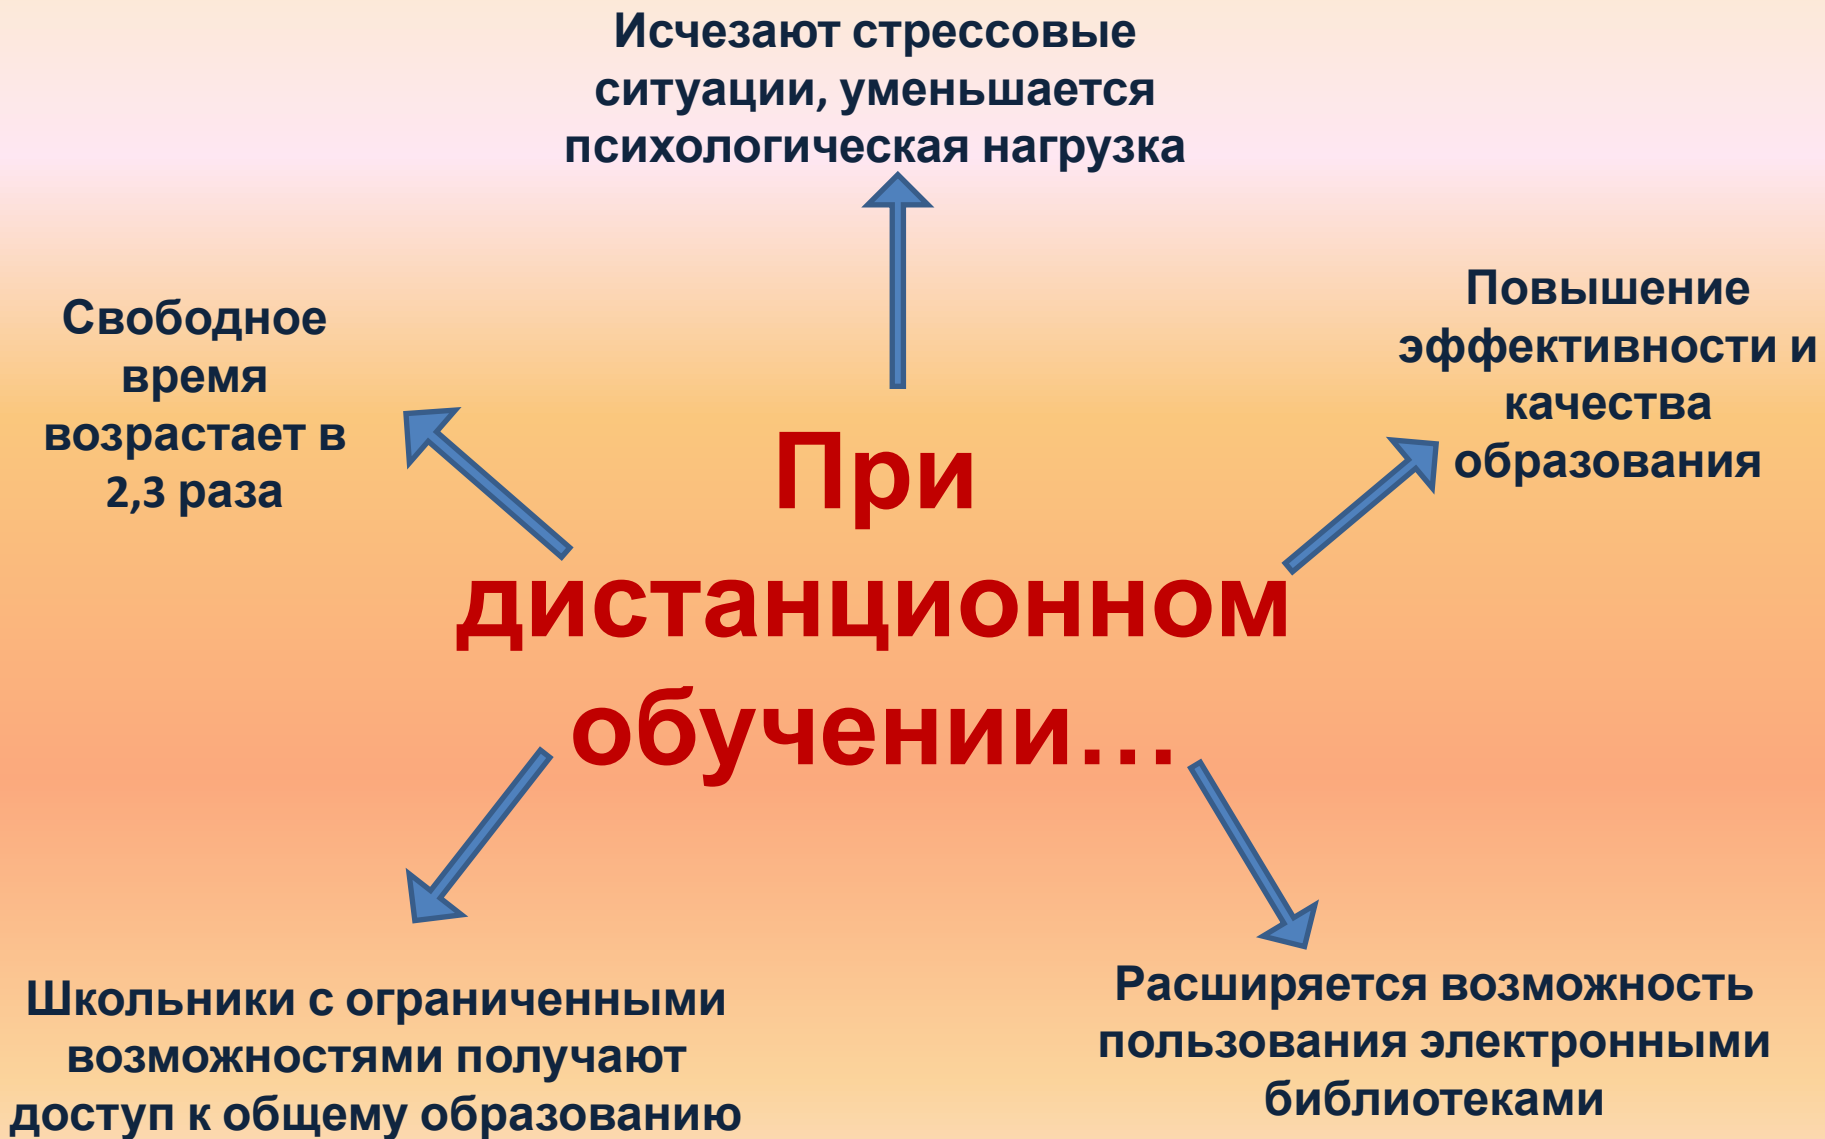 Исчезают стрессовые
ситуации, уменьшается
психологическая нагрузка
Свободное
время
возрастает в
2,3 раза
Повышение
эффективности и
качества
образования
При
дистанционном
обучении…
Школьники с ограниченными
возможностями получают
доступ к общему образованию
Расширяется возможность
пользования электронными
библиотеками